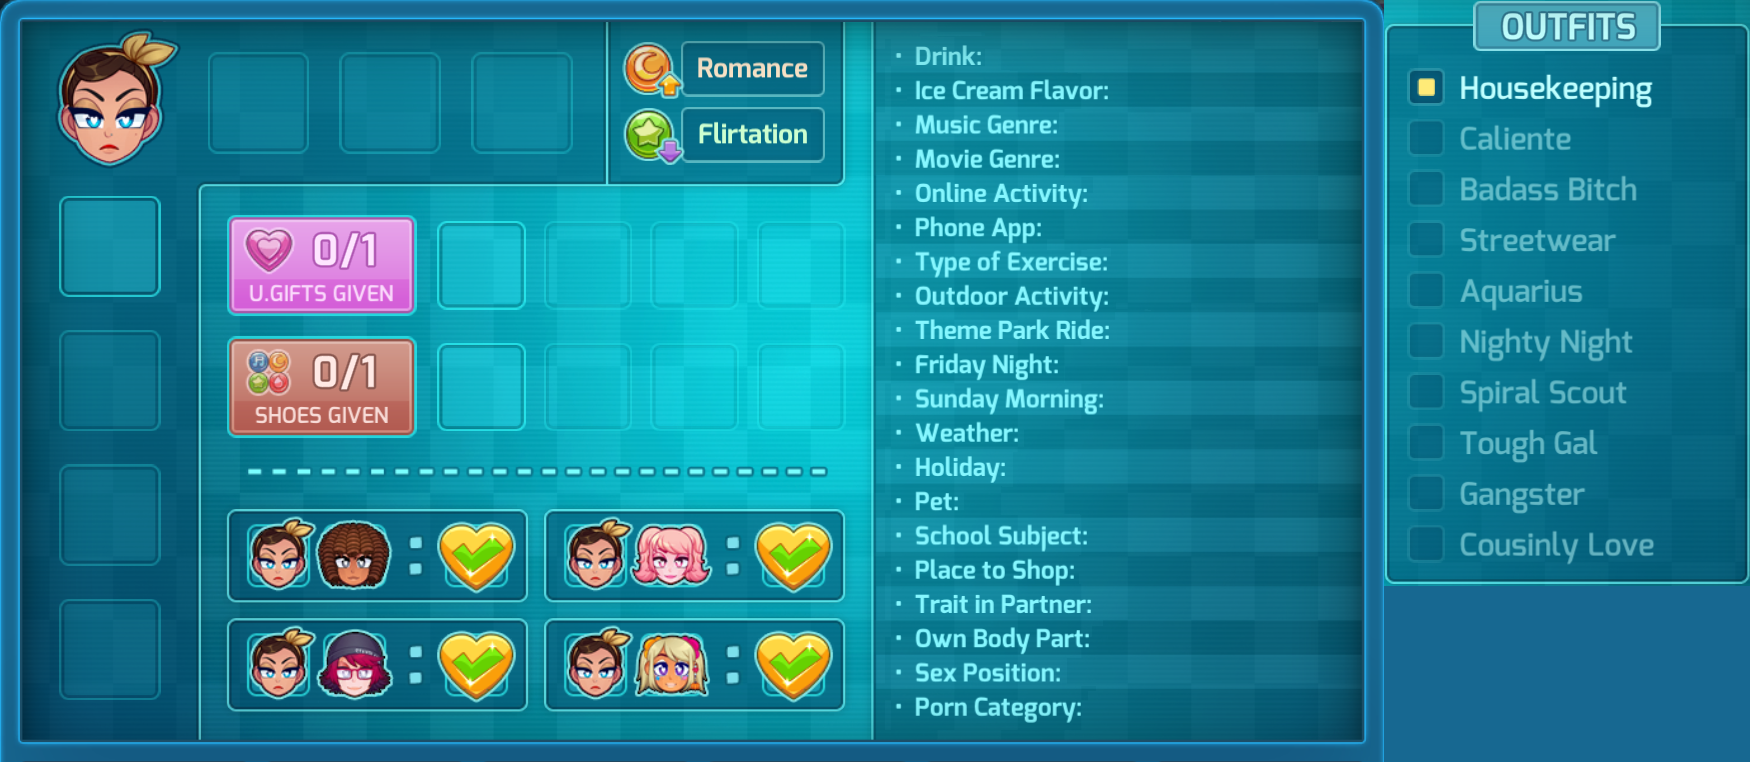 Romance
Flirtation
0/1
U.GIFTS GIVEN
0/1
SHOES GIVEN
:
:
:
:
• Drink:
• Ice Cream Flavor:
• Music Genre:
• Movie Genre:
• Online Activity:
• Phone App:
• Type of Exercise:
• Outdoor Activity:
• Theme Park Ride:
• Friday Night:
• Sunday Morning:
• Weather:
• Holiday:
• Pet:
• School Subject:
• Place to Shop:
• Trait in Partner:
• Own Body Part:
• Sex Position:
• Porn Category:
OUTFITS
Housekeeping
Caliente
Badass Bitch
Streetwear
Aquarius
Nighty Night
Spiral Scout
Tough Gal
Gangster
Cousinly Love